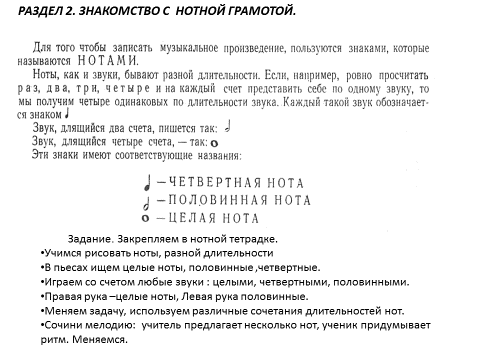 РАЗДЕЛ 2. ЗНАКОМСТВО С НОТНОЙ ГРАМОТОЙ.
Для того чтобы записать музыкальное произведение, пользуются знаками, которые
называются НОТАМИ.
Ноты, как и звуки, бывают разной длительности. Если, например, ровно просчитать
раз, два, три, четыре и на каждый счет представить себе по одному звуку, то
мы получим четыре одинаковых по длительности звука. Каждый такой звук обозначает-
ся знаком ♩
Звук, длящийся два счета, пишется так: 𝅗𝅥
Звук, длящийся четыре счета, — так: 𝅝
Эти знаки имеют соответствующие названия:
♩ — ЧЕТВЕРТНАЯ НОТА
𝅗𝅥 — ПОЛОВИННАЯ НОТА
𝅝 — ЦЕЛАЯ НОТА
Задание. Закрепляем в нотной тетрадке.
•Учимся рисовать ноты, разной длительности
•В пьесах ищем целые ноты, половинные ,четвертные.
•Играем со счетом любые звуки : целыми, четвертными, половинными.
•Правая рука –целые ноты, Левая рука половинные.
•Меняем задачу, используем различные сочетания длительностей нот.
•Сочини мелодию: учитель предлагает несколько нот, ученик придумывает
ритм. Меняемся.